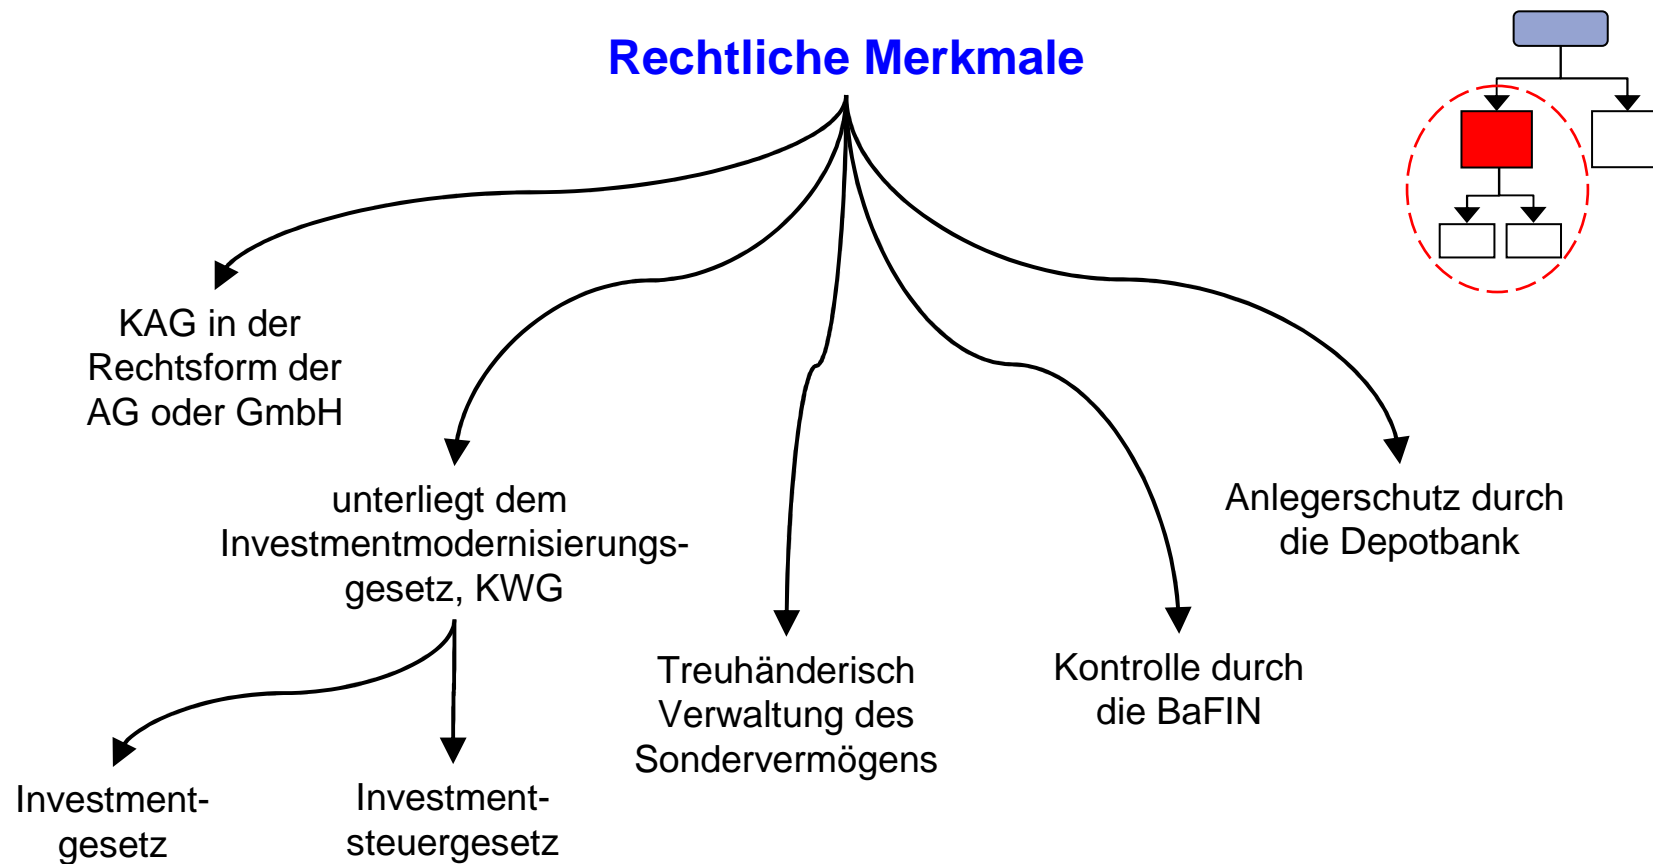 Rechtliche Merkmale
KAG in der
Rechtsform der
AG oder GmbH
unterliegt dem
Investmentmodernisierungs-
gesetz, KWG
Anlegerschutz durch
die Depotbank
Treuhänderisch
Verwaltung des
Sondervermögens
Kontrolle durch
die BaFIN
Investment-
gesetz
Investment-
steuergesetz